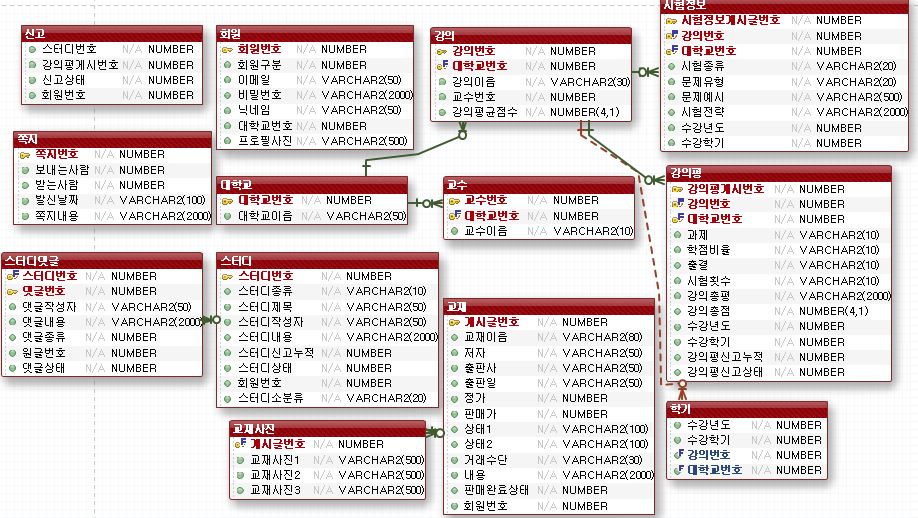 신고
스터디번호 N/A NUMBER
강의평게시번호 N/A NUMBER
신고상태 N/A NUMBER
회원번호 N/A NUMBER
회원
회원번호 N/A NUMBER
회원구분 N/A NUMBER
이메일 N/A VARCHAR2(50)
비밀번호 N/A VARCHAR2(2000)
닉네임 N/A VARCHAR2(50)
대학교번호 N/A NUMBER
프로필사진 N/A VARCHAR2(500)
강의
강의번호 N/A NUMBER
대학교번호 N/A NUMBER
강의이름 N/A VARCHAR2(30)
교수번호 N/A NUMBER
강의평균점수 N/A NUMBER(4,1)
시험정보
시험정보게시글번호 N/A NUMBER
강의번호 N/A NUMBER
대학교번호 N/A NUMBER
시험종류 N/A VARCHAR2(20)
문제유형 N/A VARCHAR2(20)
문제예시 N/A VARCHAR2(500)
시험전략 N/A VARCHAR2(2000)
수강년도 N/A NUMBER
수강학기 N/A NUMBER
쪽지
쪽지번호 N/A NUMBER
보내는사람 N/A NUMBER
받는사람 N/A NUMBER
발신날짜 N/A VARCHAR2(100)
쪽지내용 N/A VARCHAR2(2000)
대학교
대학교번호 N/A NUMBER
대학교이름 N/A VARCHAR2(50)
교수
교수번호 N/A NUMBER
대학교번호 N/A NUMBER
교수이름 N/A VARCHAR2(10)
강의평
강의평게시번호 N/A NUMBER
강의번호 N/A NUMBER
대학교번호 N/A NUMBER
과제 N/A VARCHAR2(10)
학점비율 N/A VARCHAR2(10)
출결 N/A VARCHAR2(10)
시험횟수 N/A VARCHAR2(10)
강의총평 N/A VARCHAR2(2000)
강의총점 N/A NUMBER(4,1)
수강년도 N/A NUMBER
수강학기 N/A NUMBER
강의평신고누적 N/A NUMBER
강의평신고상태 N/A NUMBER
스터디댓글
스터디번호 N/A NUMBER
댓글번호 N/A NUMBER
댓글작성자 N/A VARCHAR2(50)
댓글내용 N/A VARCHAR2(2000)
댓글종류 N/A NUMBER
원글번호 N/A NUMBER
댓글상태 N/A NUMBER
스터디
스터디번호 N/A NUMBER
스터디종류 N/A VARCHAR2(10)
스터디제목 N/A VARCHAR2(50)
스터디작성자 N/A VARCHAR2(50)
스터디내용 N/A VARCHAR2(2000)
스터디신고누적 N/A NUMBER
스터디상태 N/A NUMBER
회원번호 N/A NUMBER
스터디소분류 N/A VARCHAR2(20)
교재
게시글번호 N/A NUMBER
교재이름 N/A VARCHAR2(80)
저자 N/A VARCHAR2(50)
출판사 N/A VARCHAR2(50)
출판일 N/A VARCHAR2(50)
정가 N/A NUMBER
판매가 N/A NUMBER
상태1 N/A VARCHAR2(100)
상태2 N/A VARCHAR2(100)
거래수단 N/A VARCHAR2(30)
내용 N/A VARCHAR2(2000)
판매완료상태 N/A NUMBER
회원번호 N/A NUMBER
교재사진
게시글번호 N/A NUMBER
교재사진1 N/A VARCHAR2(500)
교재사진2 N/A VARCHAR2(500)
교재사진3 N/A VARCHAR2(500)
학기
수강년도 N/A NUMBER
수강학기 N/A NUMBER
강의번호 N/A NUMBER
대학교번호 N/A NUMBER